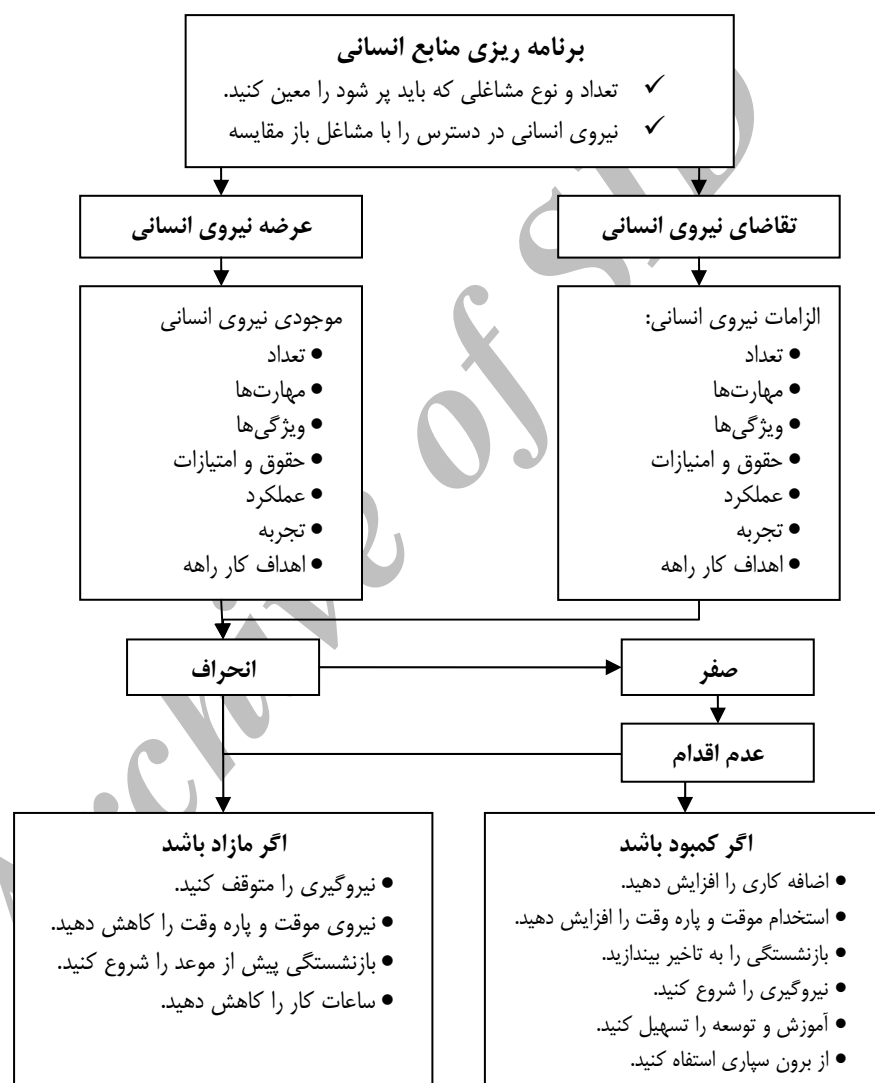 برنامه ریزی منابع انسانی
✓ تعداد و نوع مشاغلی که باید پر شود را معین کنید.
✓ نیروی انسانی در دسترس را با مشاغل باز مقایسه
تقاضای نیروی انسانی
عرضه نیروی انسانی
الزامات نیروی انسانی:
• تعداد
• مهارت‌ها
• ویژگی‌ها
• حقوق و امنیازات
• عملکرد
• تجربه
• اهداف کار راهه
موجودی نیروی انسانی
• تعداد
• مهارت‌ها
• ویژگی‌ها
• حقوق و امتیازات
• عملکرد
• تجربه
• اهداف کار راهه
انحراف
صفر
عدم اقدام
اگر کمبود باشد
• اضافه کاری را افزایش دهید.
• استخدام موقت و پاره وقت را افزایش دهید.
• بازنشستگی را به تاخیر بیندازید.
• نیروگیری را شروع کنید.
• آموزش و توسعه را تسهیل کنید.
• از برون سپاری استفاه کنید.
اگر مازاد باشد
• نیروگیری را متوقف کنید.
• نیروی موقت و پاره وقت را کاهش دهید.
• بازنشستگی پیش از موعد را شروع کنید.
• ساعات کار را کاهش دهید.
Archive of SID